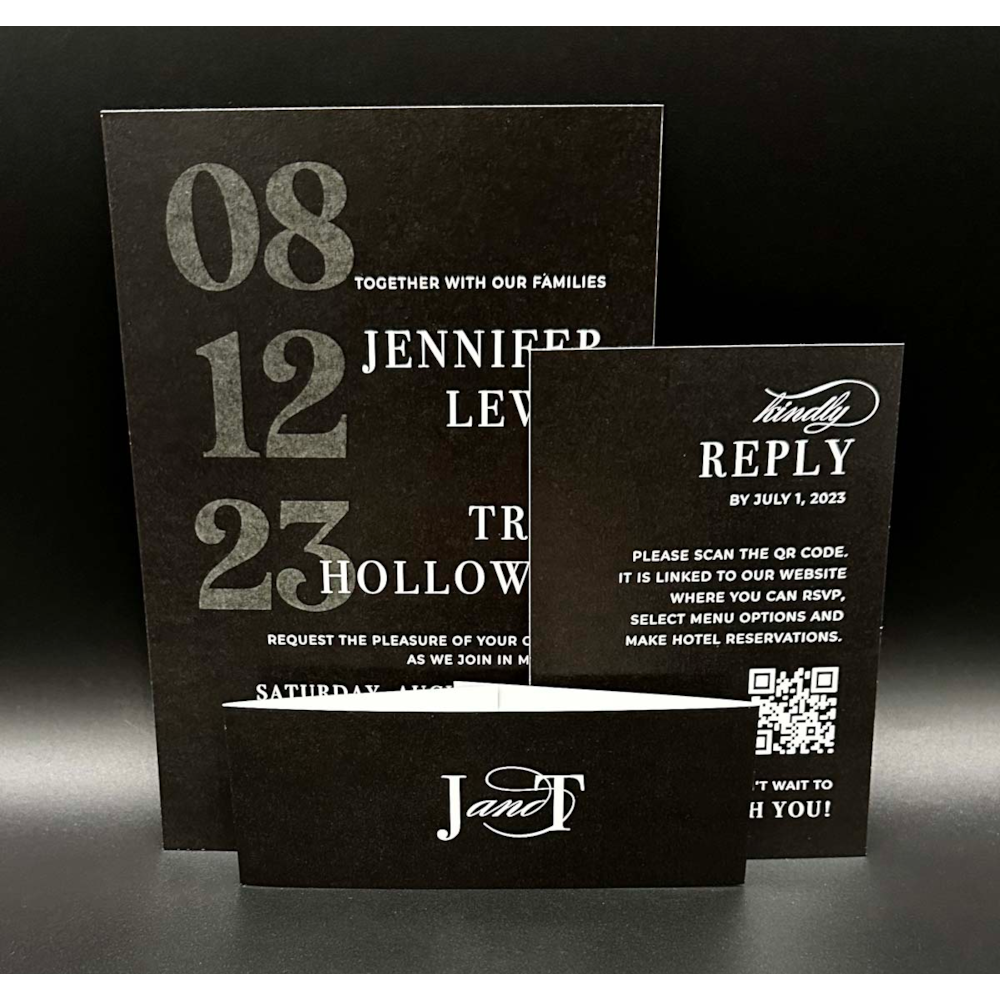 08
12
23
TOGETHER WITH OUR FAMILIES
JENNIFER
LEW
TR
HOLLOW
REQUEST THE PLEASURE OF YOUR
AS WE JOIN IN
SATURDAY,
kindly
REPLY
BY JULY 1, 2023
PLEASE SCAN THE QR CODE.
IT IS LINKED TO OUR WEBSITE
WHERE YOU CAN RSVP,
SELECT MENU OPTIONS AND
MAKE HOTEL RESERVATIONS.
'T WAIT TO
H YOU!
J and T